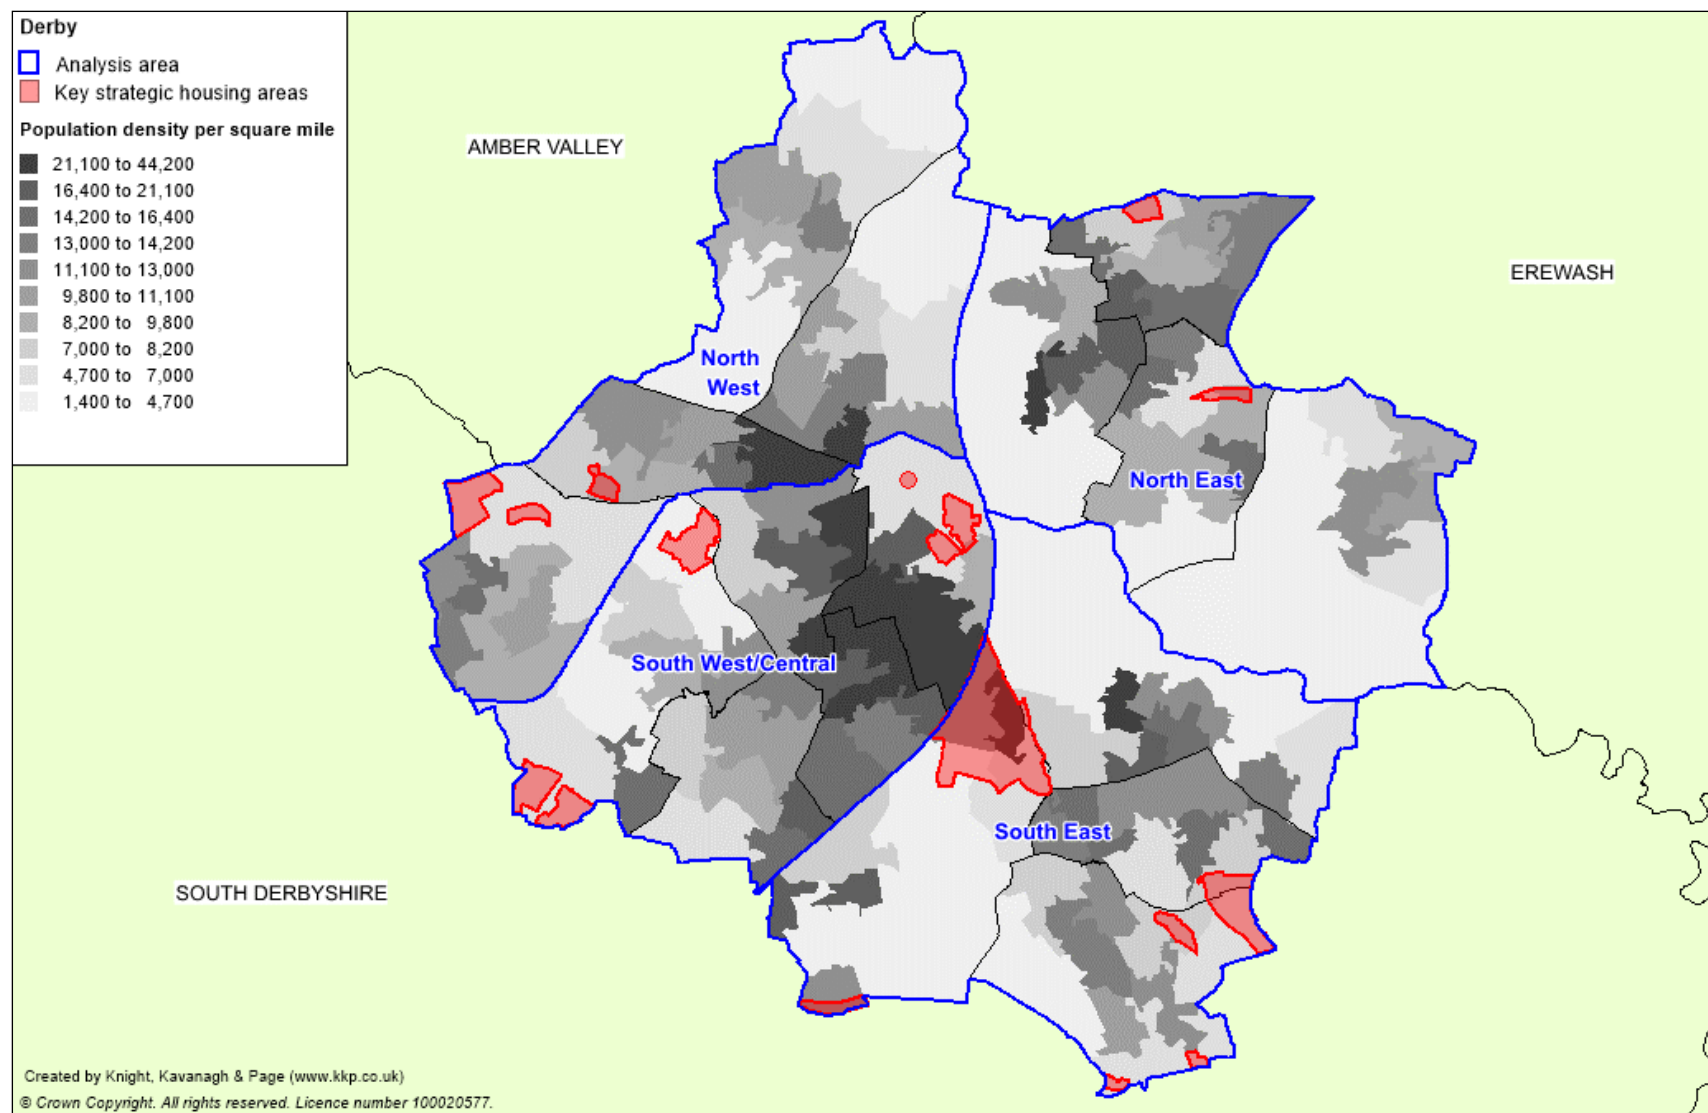 Derby
Analysis area
Key strategic housing areas
Population density per square mile
21,100 to 44,200
16,400 to 21,100
14,200 to 16,400
13,000 to 14,200
11,100 to 13,000
9,800 to 11,100
8,200 to 9,800
7,000 to 8,200
4,700 to 7,000
1,400 to 4,700
AMBER VALLEY
EREWASH
North
West
North East
South West/Central
South East
SOUTH DERBYSHIRE
Created by Knight, Kavanagh & Page (www.kkp.co.uk)
© Crown Copyright. All rights reserved. Licence number 100020577.